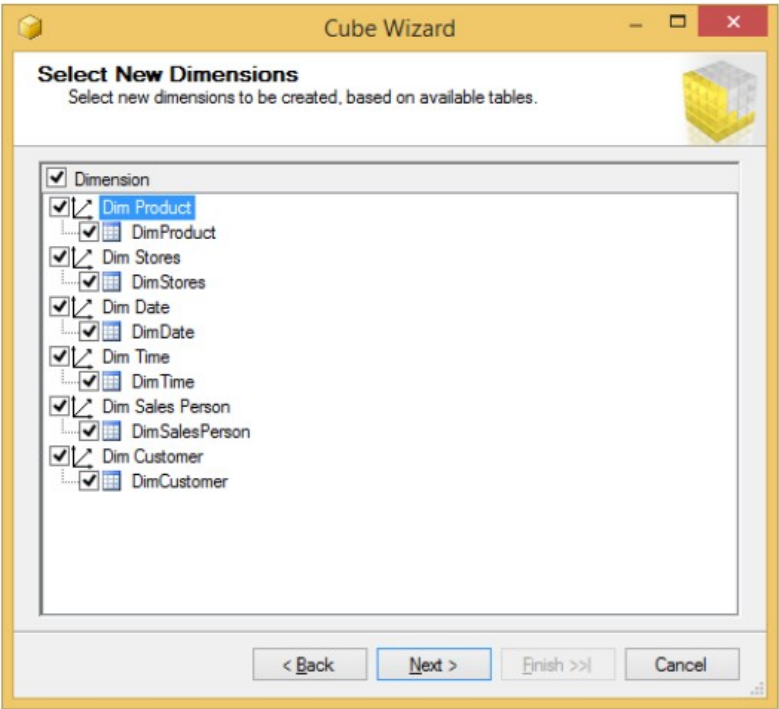 Cube Wizard
Select New Dimensions
Select new dimensions to be created, based on available tables.
Dimension
Dim Product
DimProduct
Dim Stores
DimStores
Dim Date
DimDate
Dim Time
DimTime
Dim Sales Person
DimSalesPerson
Dim Customer
DimCustomer
< Back Next > Finish >>| Cancel